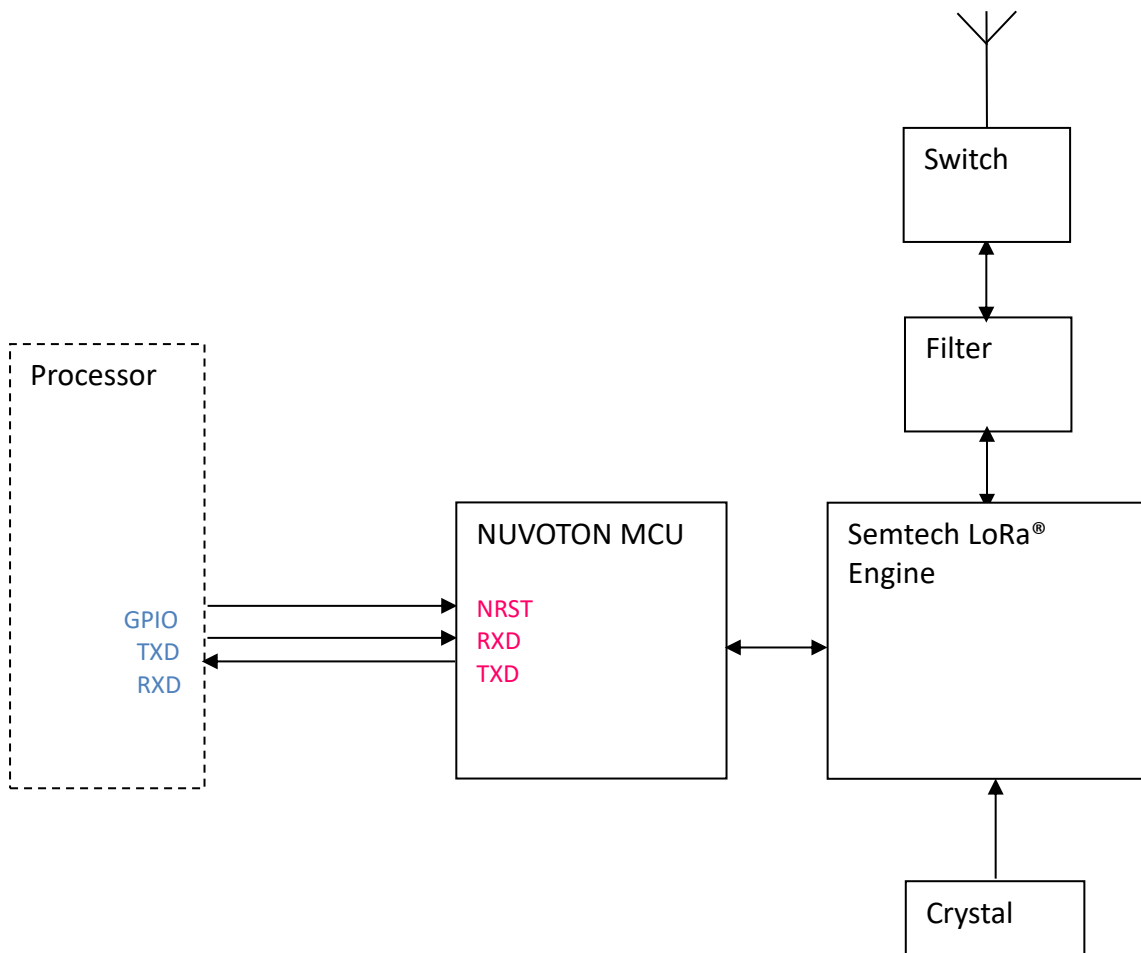 Switch
Filter
Processor
NUVOTON MCU
Semtech LoRa®
Engine
GPIO
TXD
RXD
NRST
RXD
TXD
Crystal